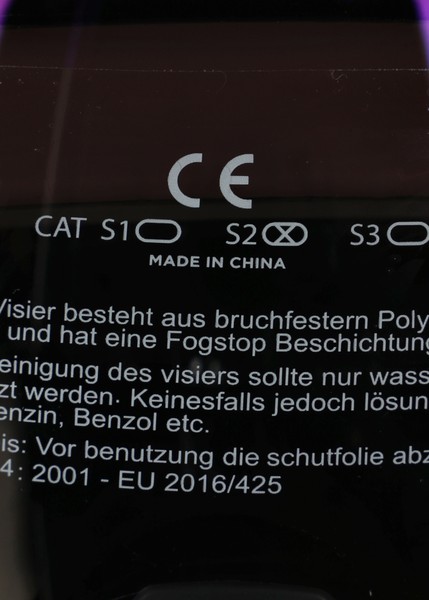 CE
CAT S1 S2 X S3
MADE IN CHINA
Visier besteht aus bruchfestern Poly
und hat eine Fogstop Beschichtung
einigung des visiers sollte nur wass
zt werden. Keinesfalls jedoch lösun
enzin, Benzol etc.
is: Vor benutzung die schutfolie abz
4: 2001 - EU 2016/425